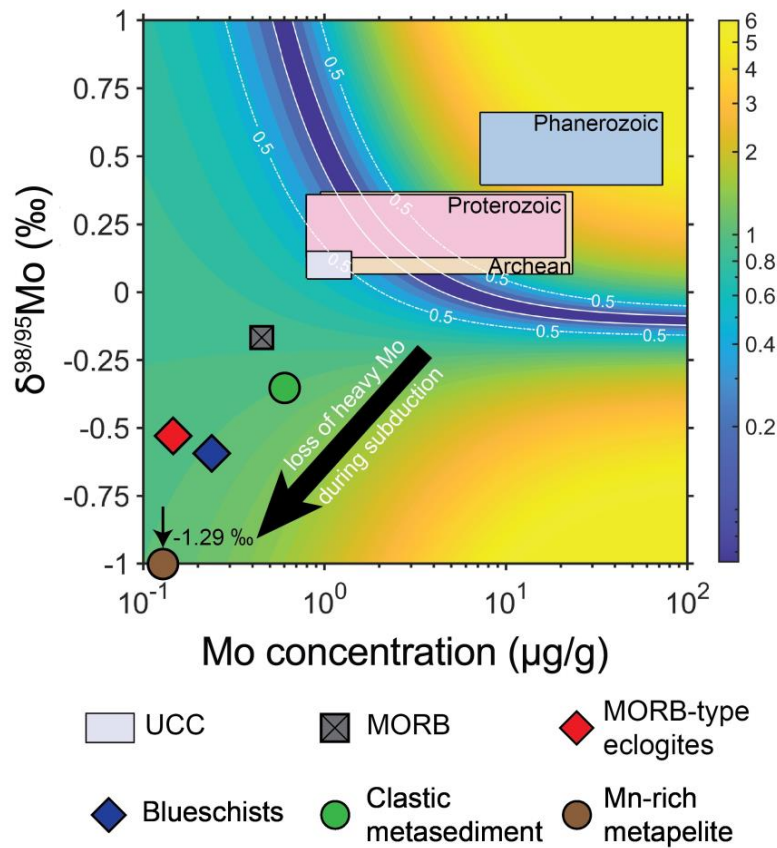 1
0.75
0.5
0.25
0
-0.25
-0.5
-0.75
-1
δ98/95Mo (‰)
0.5
0.5
0.5
0.5
0.5
0.5
0.5
0.5
Phanerozoic
Proterozoic
Archean
loss of heavy Mo
during subduction
-1.29 ‰
10-1
100
101
102
Mo concentration (µg/g)
6
5
4
3
2
1
0.8
0.6
0.4
0.2
UCC
MORB
MORB-type
eclogites
Blueschists
Clastic
metasediment
Mn-rich
metapelite